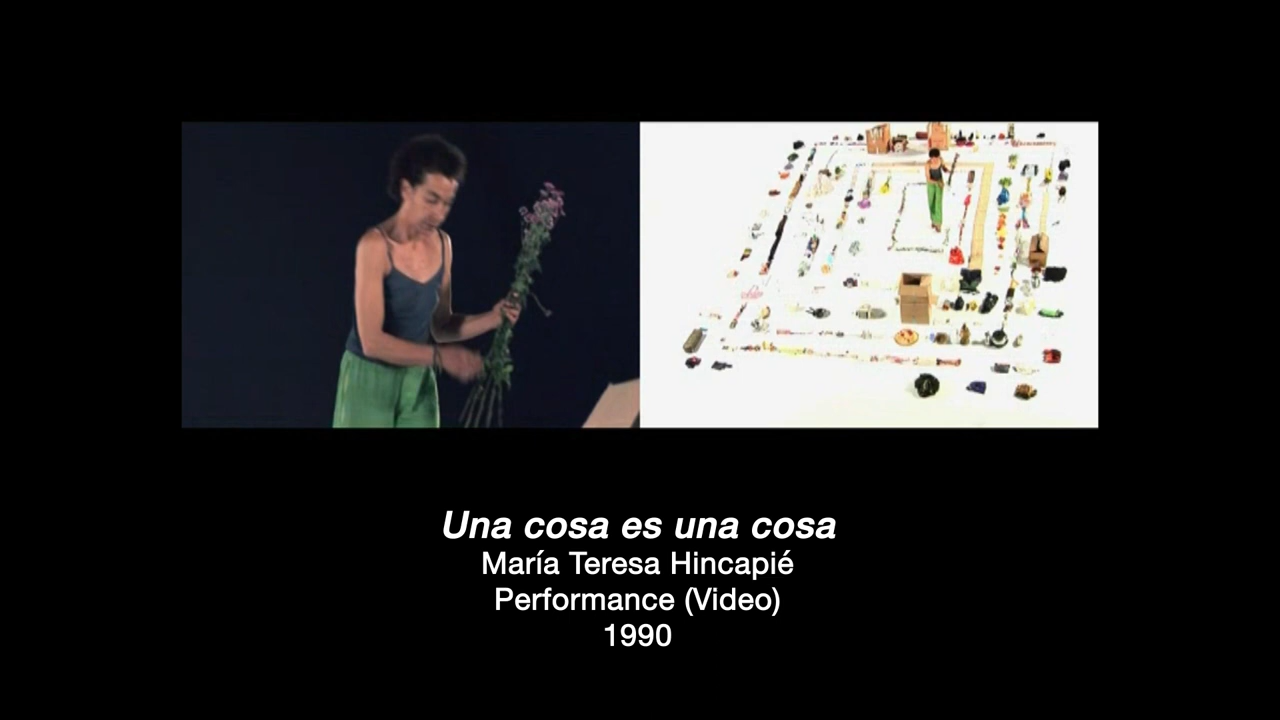 Una cosa es una cosa
María Teresa Hincapié
Performance (Video)
1990